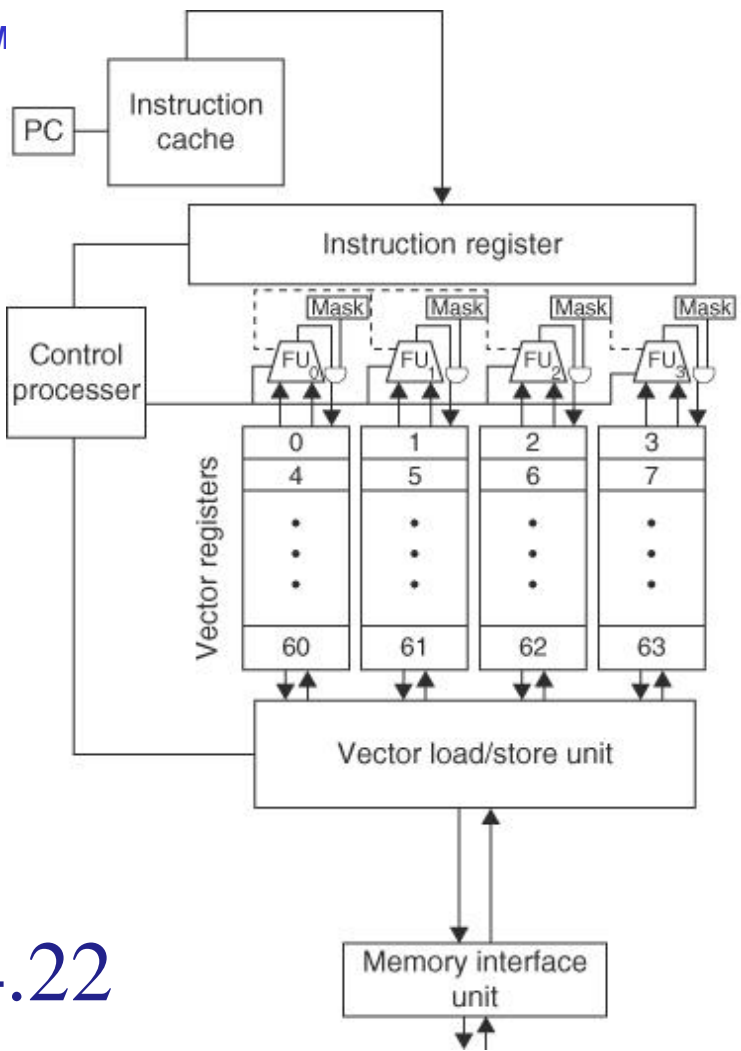 M
Instruction
cache
PC
Instruction register
Mask
Mask
Mask
Mask
Control
processer
FU0
FU1
FU2
FU3
Vector registers
0
1
2
3
4
5
6
7
60
61
62
63
Vector load/store unit
.22
Memory interface
unit